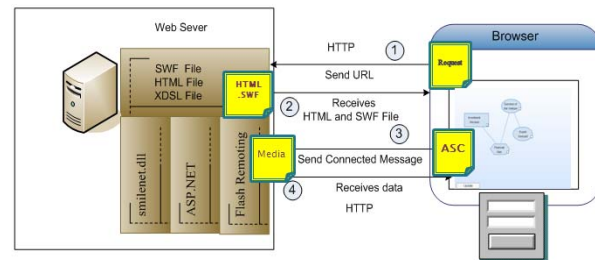 Web Sever
Browser
SWF File
HTML File
XDSL File
HTML
.SWF
smilenet.dll
ASP.NET
Flash Remoting
Media
HTTP
1
Send URL
Request
2
Receives
HTML and SWF File
3
Send Connected Message
ASC
4
Receives data
HTTP